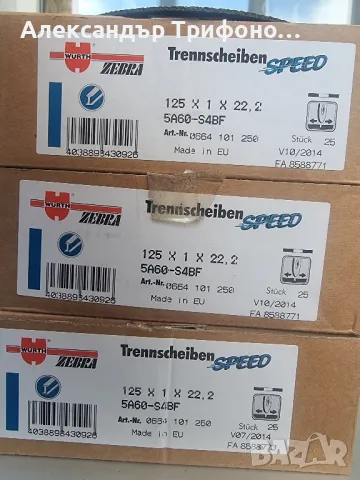 Александър Трифоно...
WÜRTH
ZEBRA
Trennscheiben
SPEED
125 X 1 X 22,2
5A60-S4BF
Art.-Nr. 0664 101 250
Made in EU
Stück 25
V10/2014
FA 8588771
4038898430926
WÜRTH
ZEBRA
Trennscheiben
SPEED
125 X 1 X 22,2
5A60-S4BF
Art.-Nr. 0664 101 250
Made in EU
Stück 25
V10/2014
FA 8588771
4038898430926
WÜRTH
ZEBRA
Trennscheiben
SPEED
125 X 1 X 22,2
5A60-S4BF
Art.-Nr. 0664 101 250
Made in EU
Stück 25
V07/2014
FA 8588771
4038898430926
BAZAR